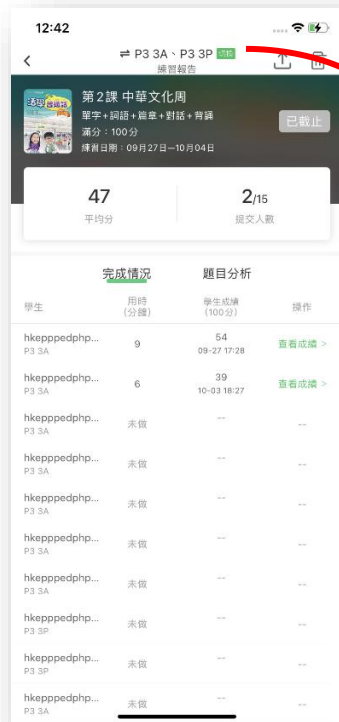 12:42
⇌ P3 3A、P3 3P 切換
練習報告
第2課 中華文化周
單字+詞語+篇章+對話+背誦
滿分：100分
練習日期：09月27日—10月04日
已截止
47
平均分
2/15
提交人數
完成情況 題目分析
學生 用時(分鐘) 學生成績(100分) 操作
hkepppedphp... 9 54 查看成績 >
P3 3A 09-27 17:28
hkepppedphp... 6 39 查看成績 >
P3 3A 10-03 16:27
hkepppedphp... 未做 -- --
P3 3A
hkepppedphp... 未做 -- --
P3 3A
hkepppedphp... 未做 -- --
P3 3A
hkepppedphp... 未做 -- --
P3 3A
hkepppedphp... 未做 -- --
P3 3A
hkepppedphp... 未做 -- --
P3 3P
hkepppedphp... 未做 -- --
P3 3P
hkepppedphp... 未做 -- --
P3 3A